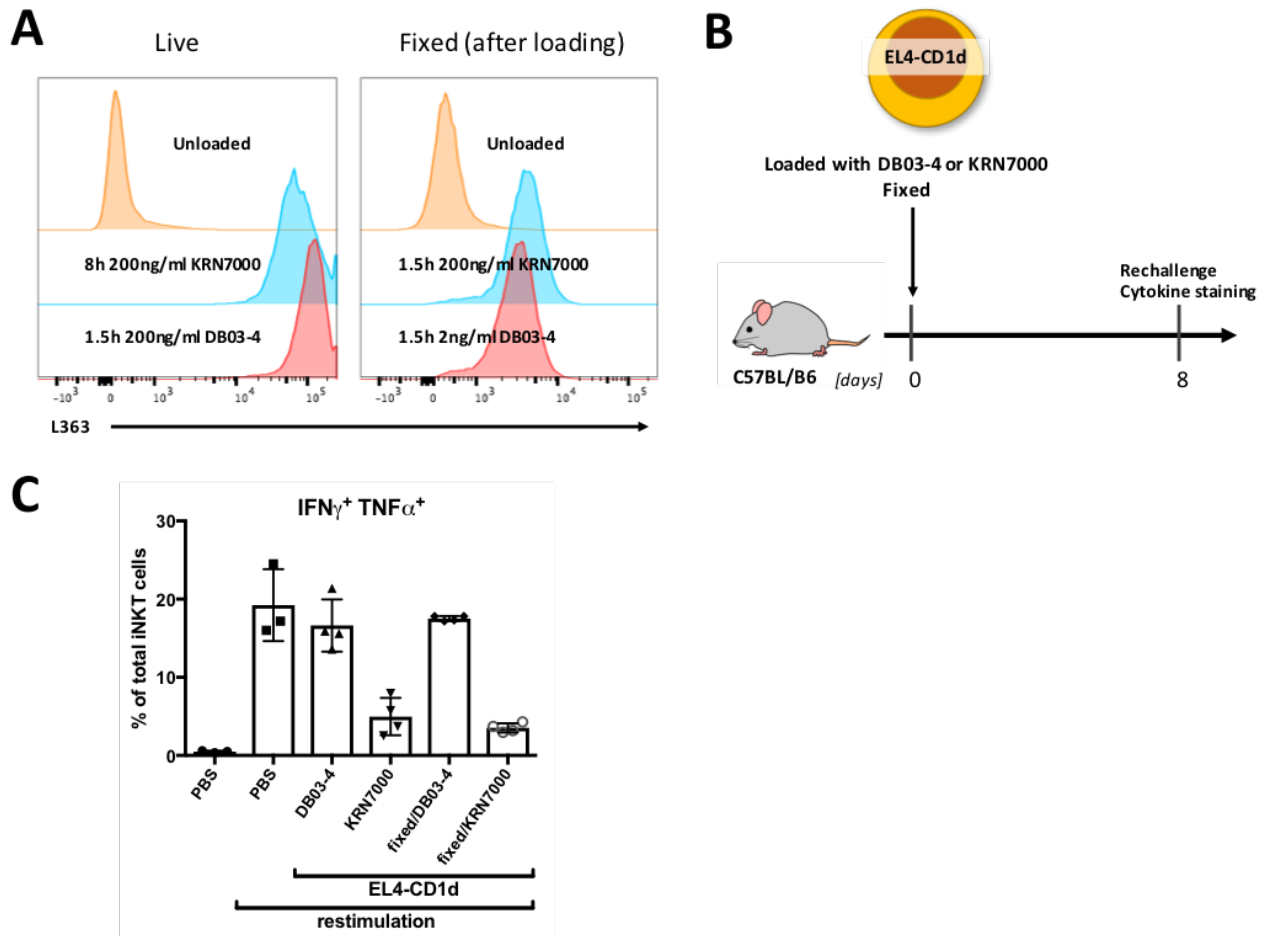 A
Live
Fixed (after loading)
Unloaded
Unloaded
8h 200ng/ml KRN7000
1.5h 200ng/ml KRN7000
1.5h 200ng/ml DB03-4
1.5h 2ng/ml DB03-4
-10³ 0 10³ 10⁴ 10⁵
-10³ 0 10³ 10⁴ 10⁵
L363
B
EL4-CD1d
Loaded with DB03-4 or KRN7000
Fixed
Rechallenge
Cytokine staining
C57BL/B6 [days] 0 8
C
IFNγ⁺ TNFα⁺
% of total iNKT cells
30
20
10
0
PBS
PBS
DB03-4
KRN7000
fixed/DB03-4
fixed/KRN7000
EL4-CD1d
restimulation